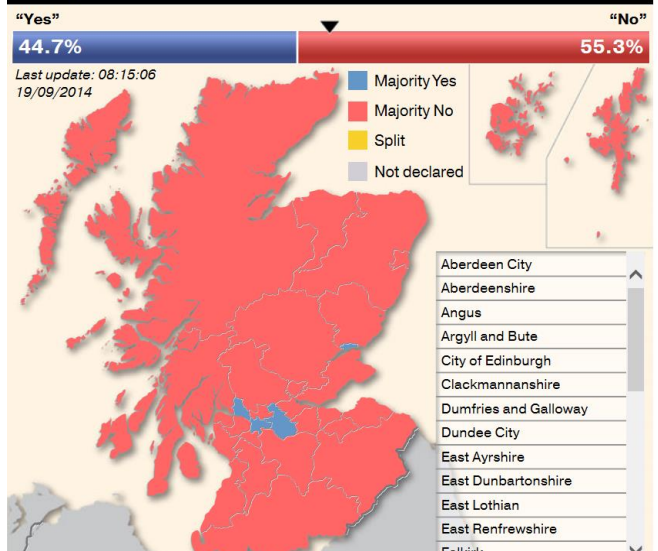 "Yes" "No"
44.7% 55.3%
Last update: 08:15:06
19/09/2014
Majority Yes
Majority No
Split
Not declared
Aberdeen City
Aberdeenshire
Angus
Argyll and Bute
City of Edinburgh
Clackmannanshire
Dumfries and Galloway
Dundee City
East Ayrshire
East Dunbartonshire
East Lothian
East Renfrewshire
Falkirk